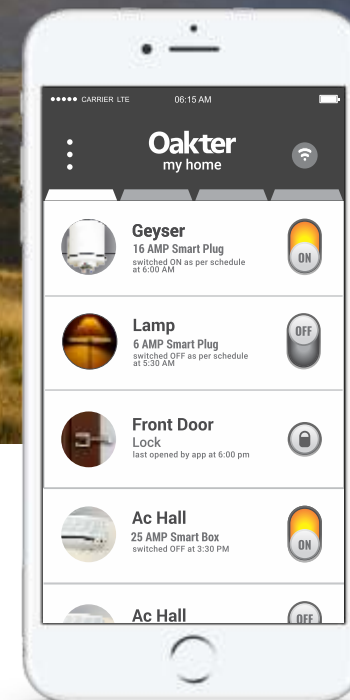 CARRIER LTE 06:15 AM
Oakter
my home
Geyser
16 AMP Smart Plug
switched ON as per schedule
at 6:00 AM
ON
Lamp
6 AMP Smart Plug
switched OFF as per schedule
at 5:30 AM
OFF
Front Door
Lock
last opened by app at 6:00 pm
Ac Hall
25 AMP Smart Box
switched OFF at 3:30 PM
ON
Ac Hall
OFF